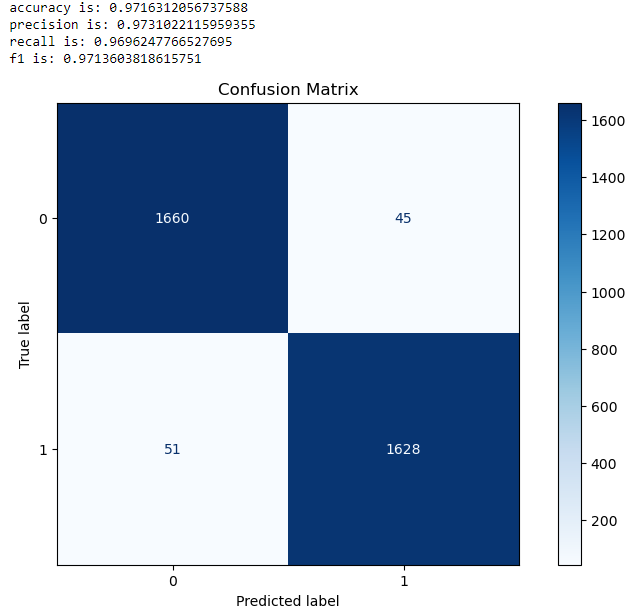 accuracy is: 0.9716312056737588
precision is: 0.9731022115959355
recall is: 0.9696247766527695
f1 is: 0.9713603818615751
Confusion Matrix
0
1660
45
1
51
1628
0
1
True label
Predicted label
1600
1400
1200
1000
800
600
400
200